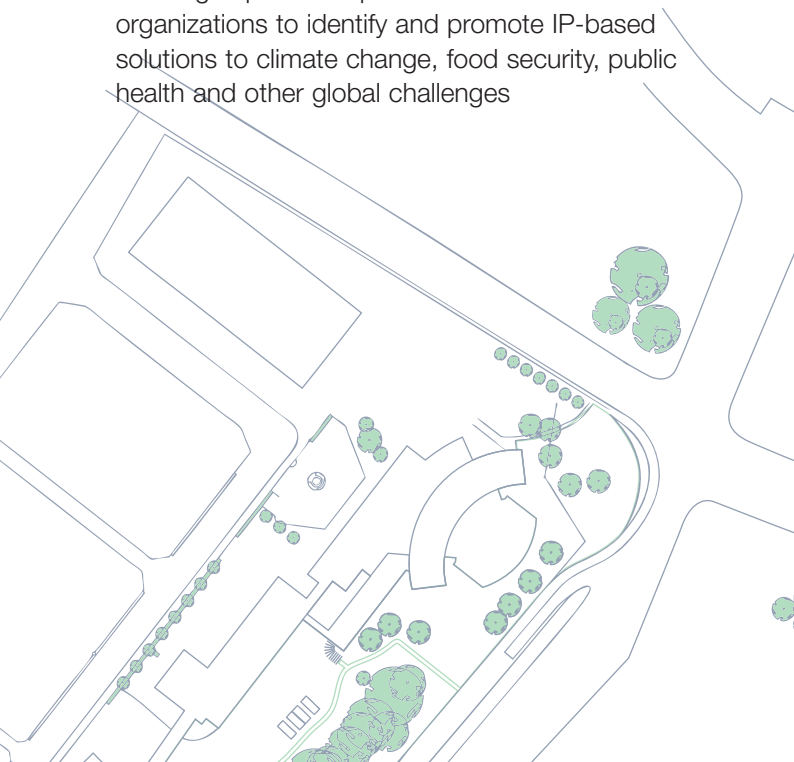 organizations to identify and promote IP-based
solutions to climate change, food security, public
health and other global challenges